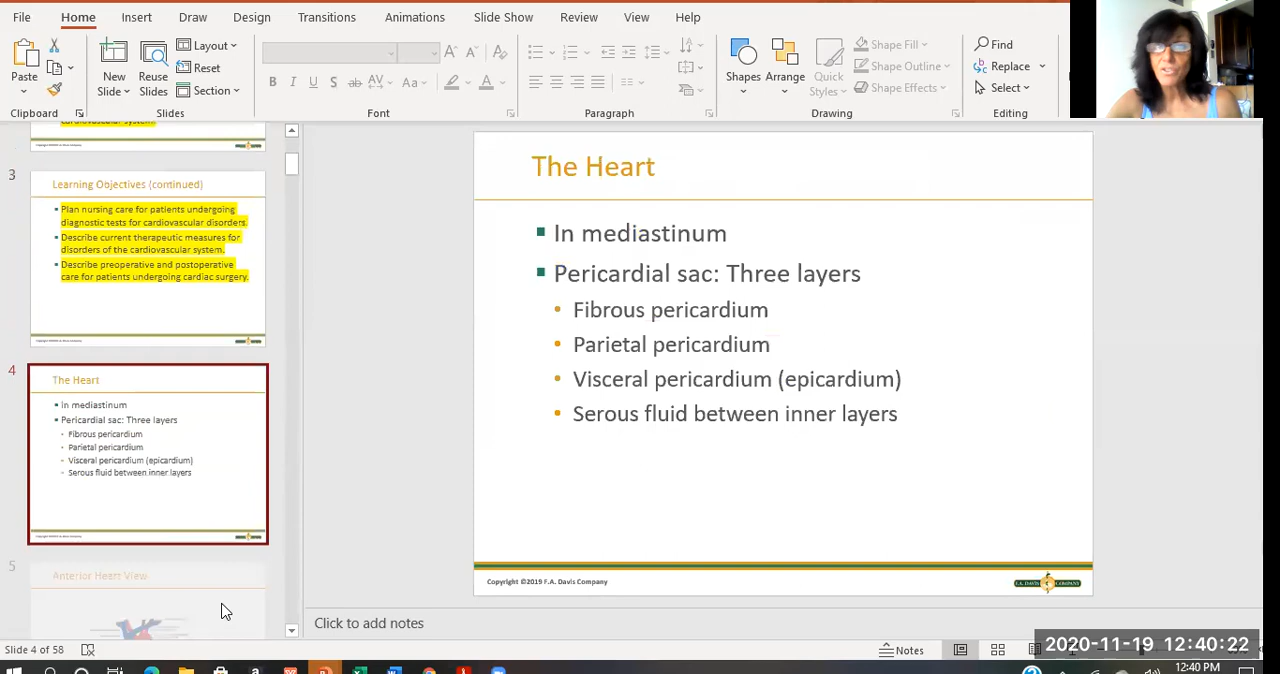 File Home Insert Draw Design Transitions Animations Slide Show Review View Help
Paste
Clipboard
New
Slide
Reuse
Slides
Layout
Reset
Section
Slides
B I U S ab AV Aa A
Font
Paragraph
Shapes
Arrange
Quick
Styles
Shape Fill
Shape Outline
Shape Effects
Drawing
Find
Replace
Select
Editing
cardiovascular system.
3
Learning Objectives (continued)
Plan nursing care for patients undergoing
diagnostic tests for cardiovascular disorders.
Describe current therapeutic measures for
disorders of the cardiovascular system.
Describe preoperative and postoperative
care for patients undergoing cardiac surgery.
4
The Heart
In mediastinum
Pericardial sac: Three layers
Fibrous pericardium
Parietal pericardium
Visceral pericardium (epicardium)
Serous fluid between inner layers
5
Anterior Heart View
The Heart
In mediastinum
Pericardial sac: Three layers
Fibrous pericardium
Parietal pericardium
Visceral pericardium (epicardium)
Serous fluid between inner layers
Copyright ©2019 F.A. Davis Company
F.A. DAVIS COMPANY
Click to add notes
Slide 4 of 58
Notes
2020-11-19 12:40:22
12:40 PM